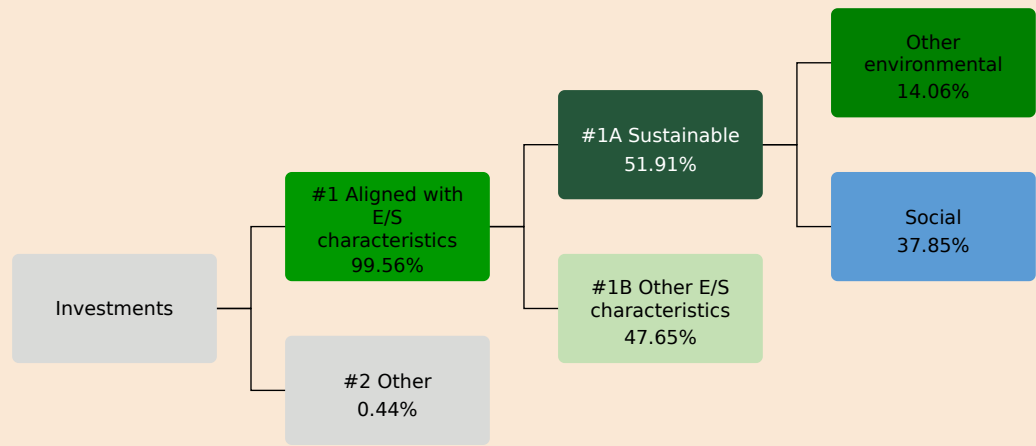 Investments
#1 Aligned with
E/S
characteristics
99.56%
#2 Other
0.44%
#1A Sustainable
51.91%
#1B Other E/S
characteristics
47.65%
Other
environmental
14.06%
Social
37.85%